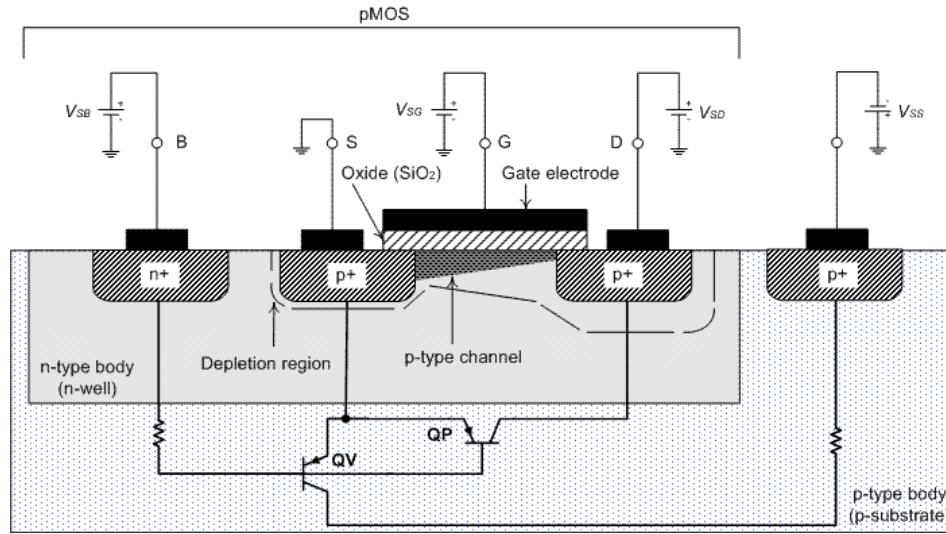 pMOS
VSB
B
S
VSG
G
D
VSD
VSS
Oxide (SiO₂)
Gate electrode
n+
p+
p+
p+
Depletion region
p-type channel
n-type body
(n-well)
QP
QV
p-type body
(p-substrate)